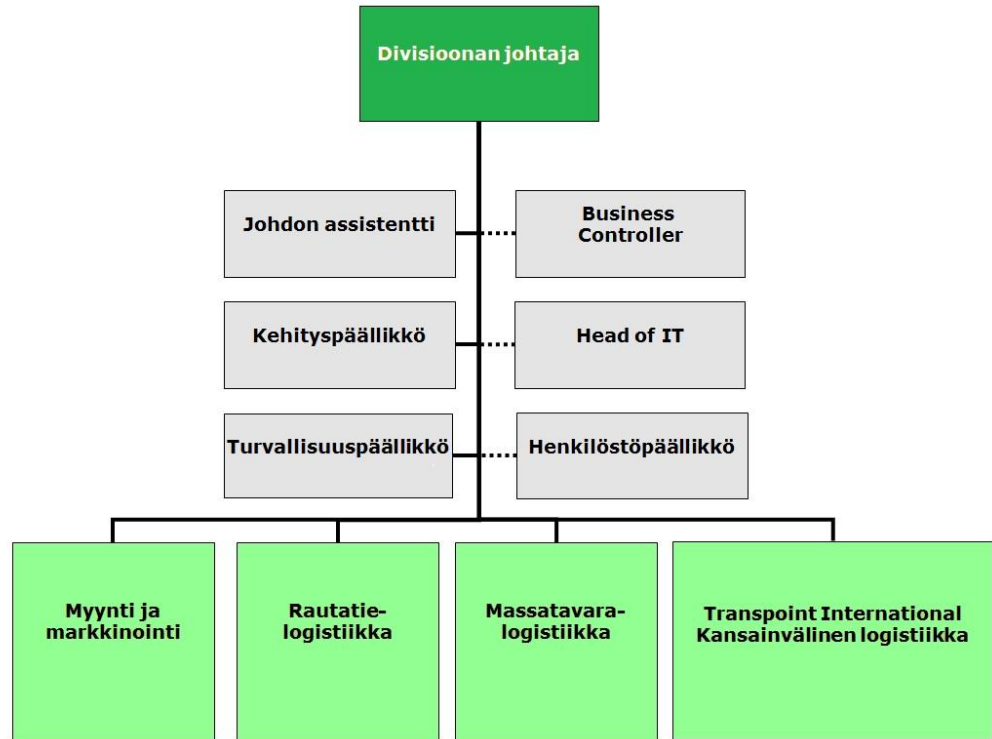 Divisioonan johtaja
Johdon assistentti
Business
Controller
Kehityspäällikkö
Head of IT
Turvallisuuspäällikkö
Henkilöstöpäällikkö
Myynti ja
markkinointi
Rautatie-
logistiikka
Massatavara-
logistiikka
Transpoint International
Kansainvälinen logistiikka